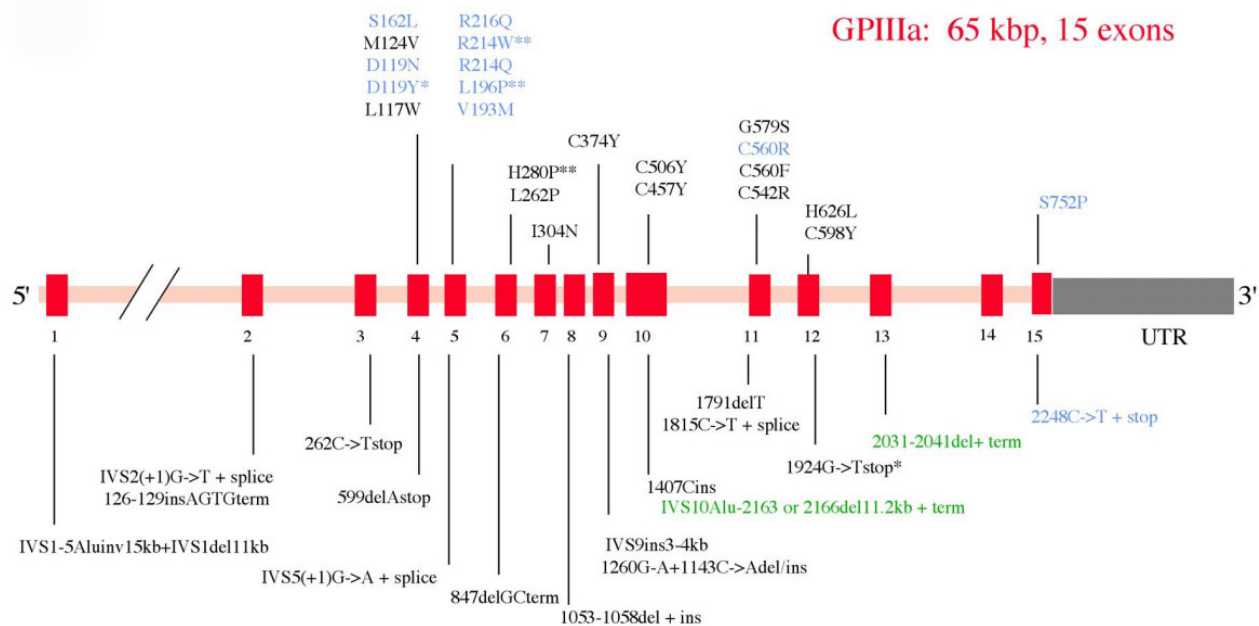 GPIIIa: 65 kbp, 15 exons
S162L
M124V
D119N
D119Y*
L117W
R216Q
R214W**
R214Q
L196P**
V193M
H280P**
L262P
I304N
C374Y
C506Y
C457Y
G579S
C560R
C560F
C542R
H626L
C598Y
S752P
5'
3'
1 2 3 4 5 6 7 8 9 10 11 12 13 14 15
UTR
IVS1-5Aluinv15kb+IVS1del11kb
IVS2(+1)G->T + splice
126-129insAGTGterm
262C->Tstop
599delAstop
IVS5(+1)G->A + splice
847delGCterm
1053-1058del + ins
IVS9ins3-4kb
1260G-A+1143C->Adel/ins
1407Cins
IVS10Alu-2163 or 2166del11.2kb + term
1791delT
1815C->T + splice
1924G->Tstop*
2031-2041del+ term
2248C->T + stop